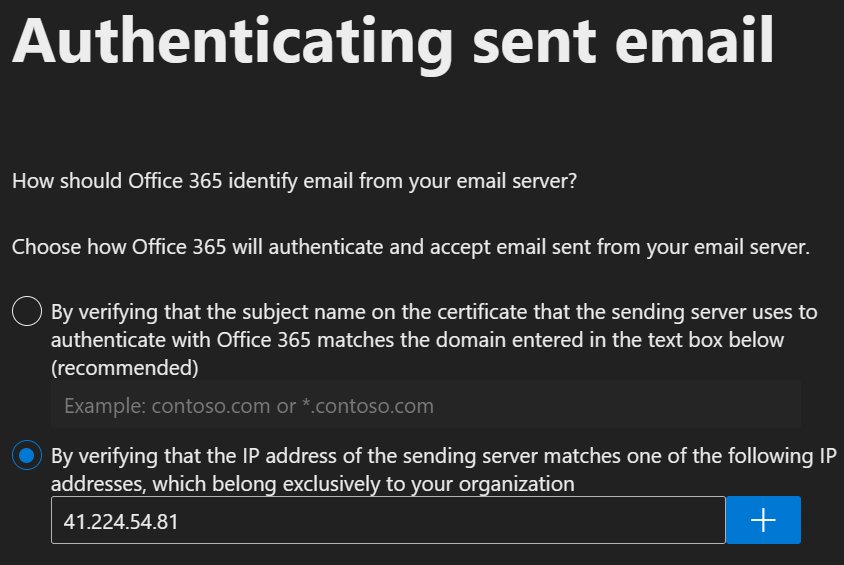 Authenticating sent email
How should Office 365 identify email from your email server?
Choose how Office 365 will authenticate and accept email sent from your email server.
By verifying that the subject name on the certificate that the sending server uses to
authenticate with Office 365 matches the domain entered in the text box below
(recommended)
Example: contoso.com or *.contoso.com
By verifying that the IP address of the sending server matches one of the following IP
addresses, which belong exclusively to your organization
41.224.54.81